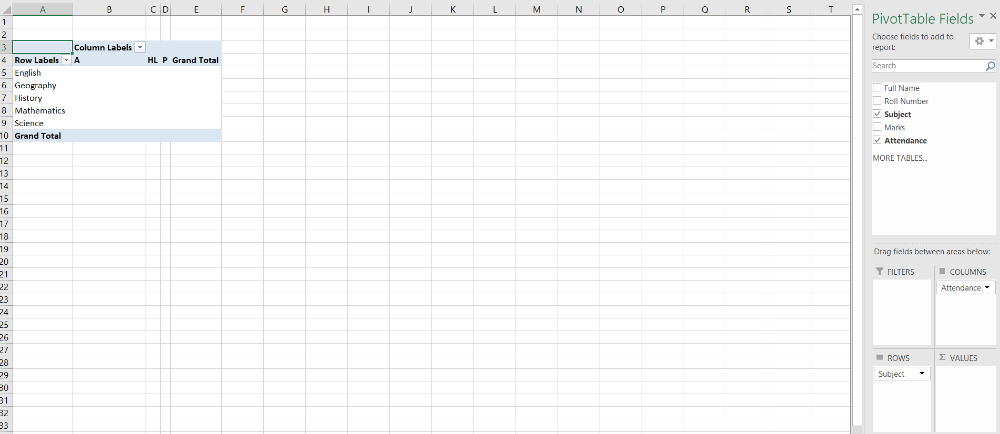 A B C D E F G H I J K L M N O P Q R S T
1
2
3 Column Labels
4 Row Labels A HL P Grand Total
5 English
6 Geography
7 History
8 Mathematics
9 Science
10 Grand Total
11
12
13
14
15
16
17
18
19
20
21
22
23
24
25
26
27
28
29
30
31
32
33
PivotTable Fields
Choose fields to add to
report:
Search
Full Name
Roll Number
Subject
Marks
Attendance
MORE TABLES...
Drag fields between areas below:
FILTERS
COLUMNS
Attendance
ROWS
Σ VALUES
Subject